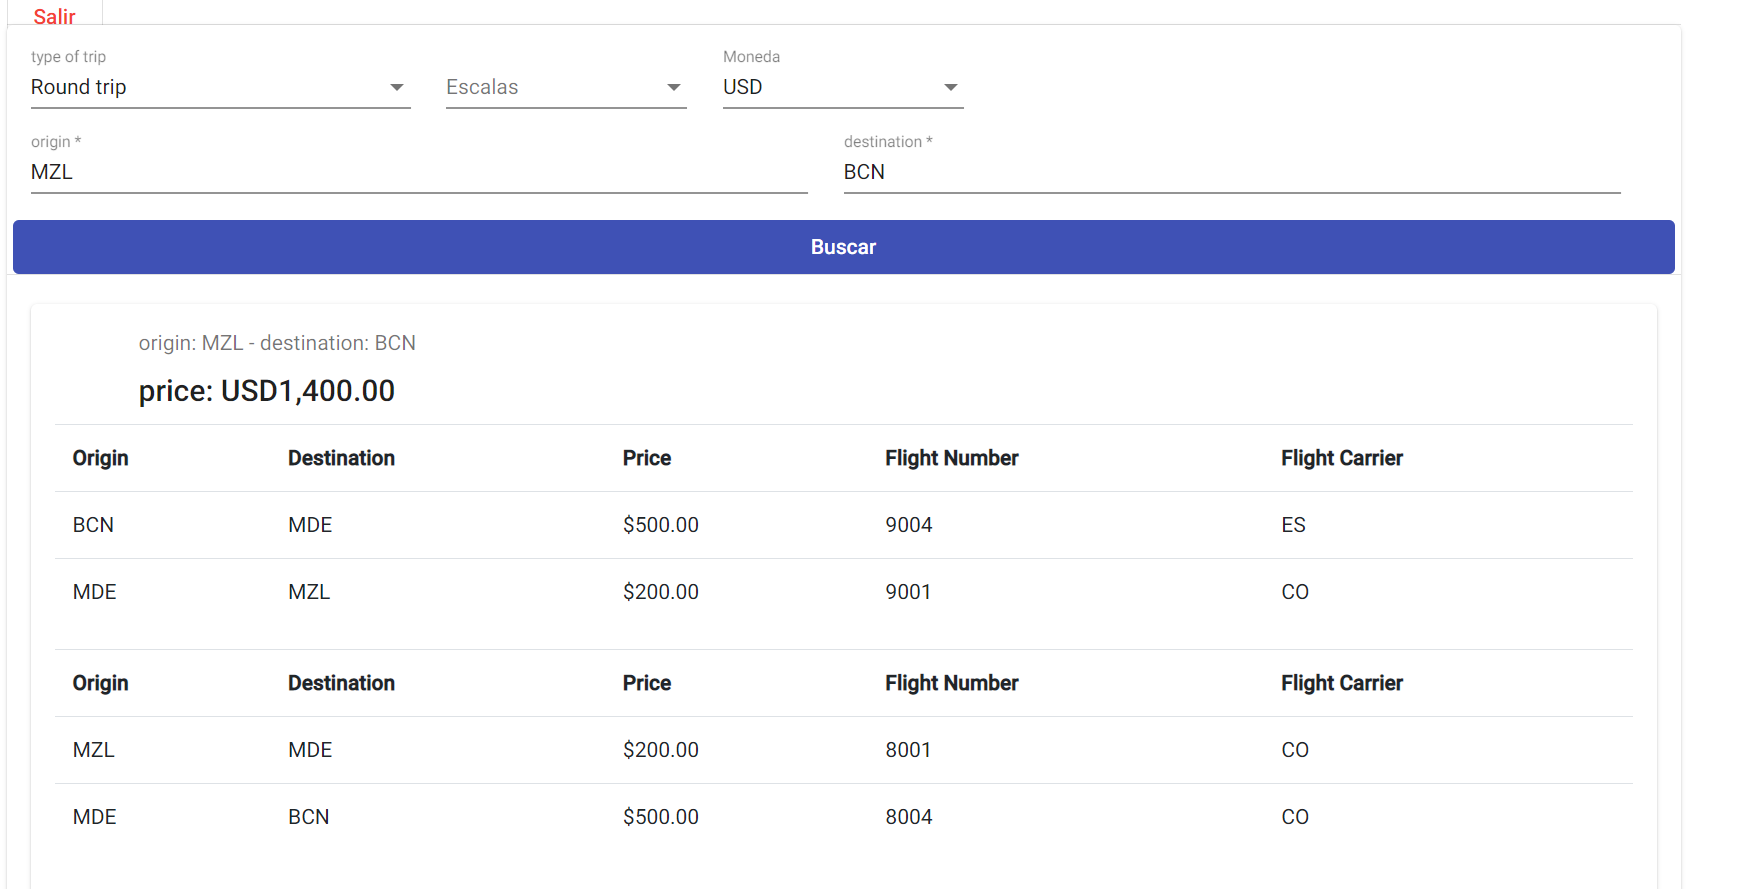 Salir
type of trip
Round trip
Escalas
Moneda
USD
origin *
MZL
destination *
BCN
Buscar
origin: MZL - destination: BCN
price: USD1,400.00
Origin Destination Price Flight Number Flight Carrier
BCN MDE $500.00 9004 ES
MDE MZL $200.00 9001 CO
Origin Destination Price Flight Number Flight Carrier
MZL MDE $200.00 8001 CO
MDE BCN $500.00 8004 CO